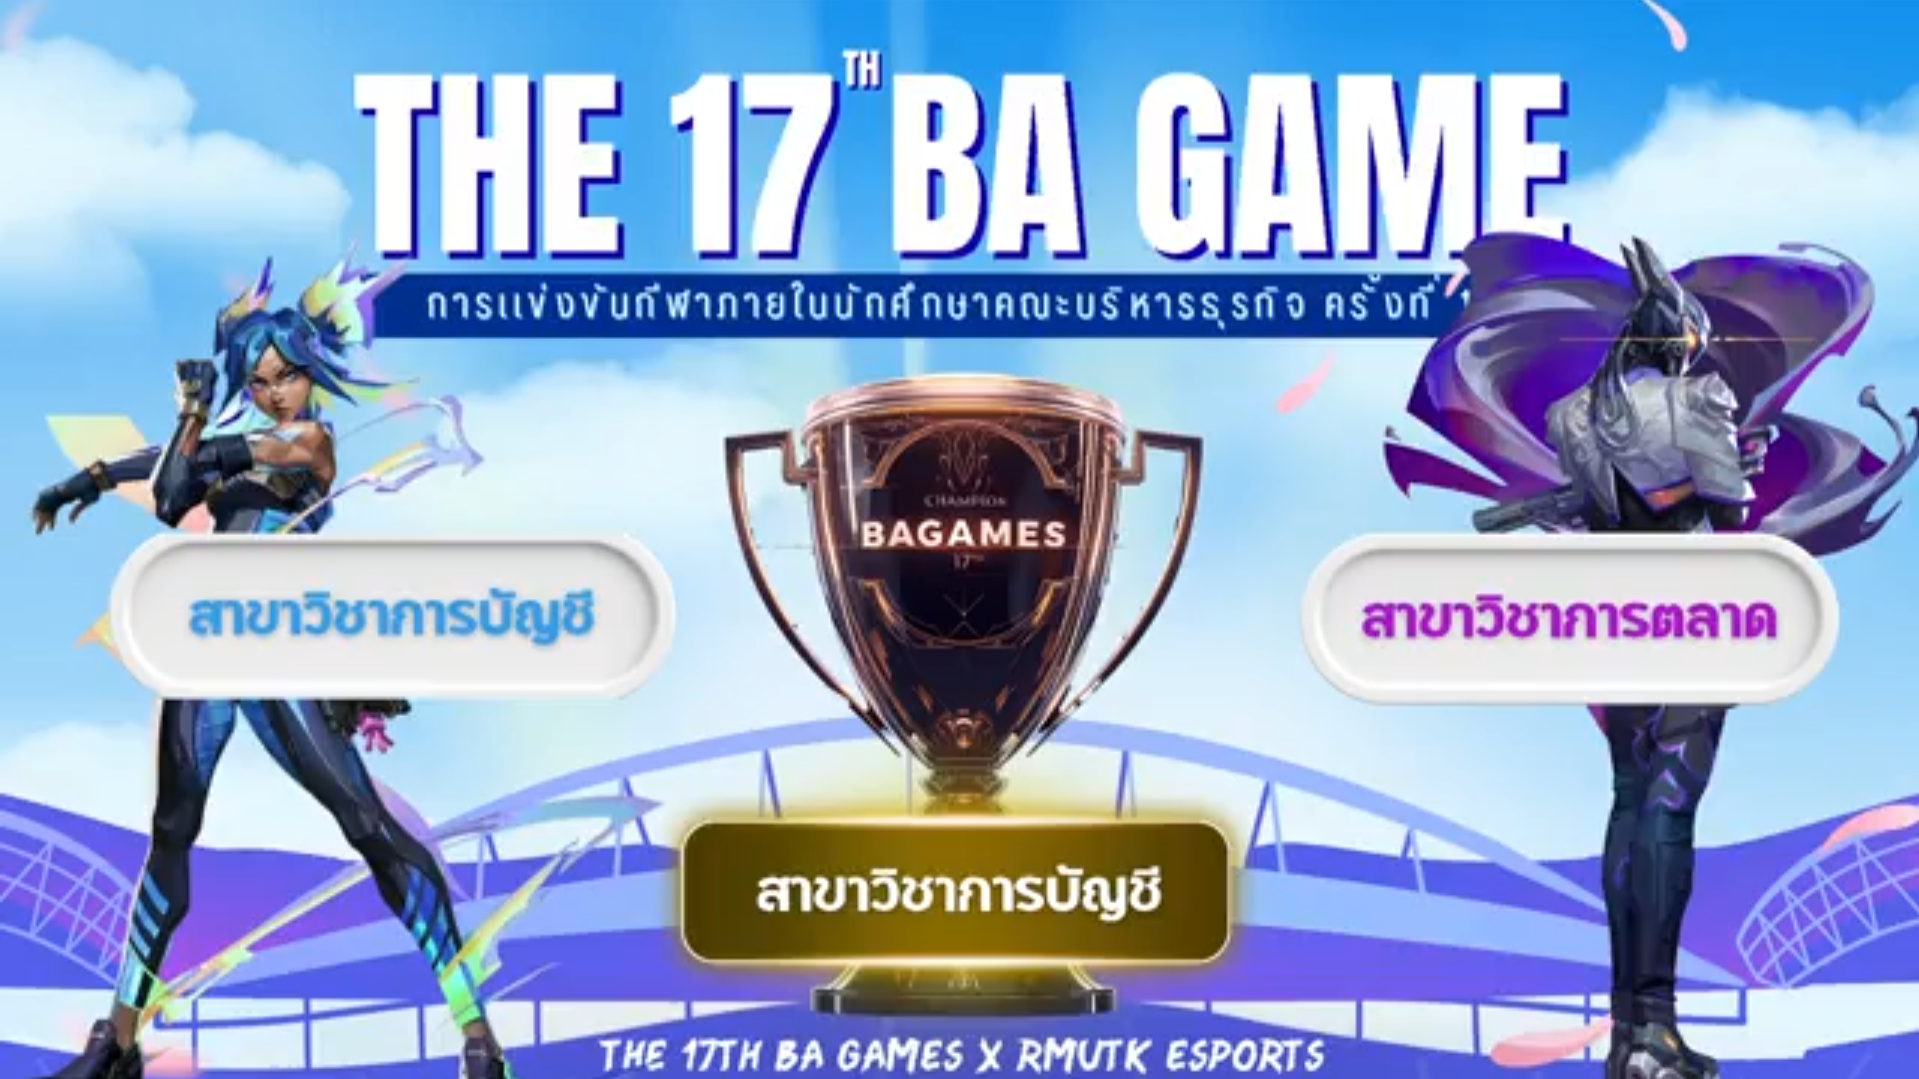 THE 17TH BA GAME
การแข่งขันกีฬาภายในนักศึกษาคณะบริหารธุรกิจ ครั้งที่
CHAMPION
BAGAMES
17TH
สาขาวิชาการบัญชี
สาขาวิชาการตลาด
สาขาวิชาการบัญชี
THE 17TH BA GAMES X RMUTK ESPORTS